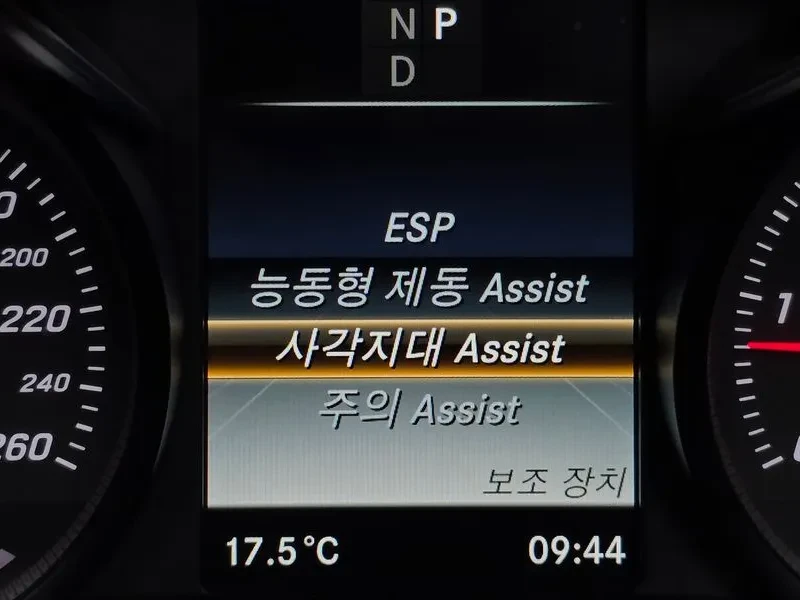 N P
D
ESP
능동형 제동 Assist
사각지대 Assist
주의 Assist
보조 장치
17.5°C
09:44
200
220
240
260
1